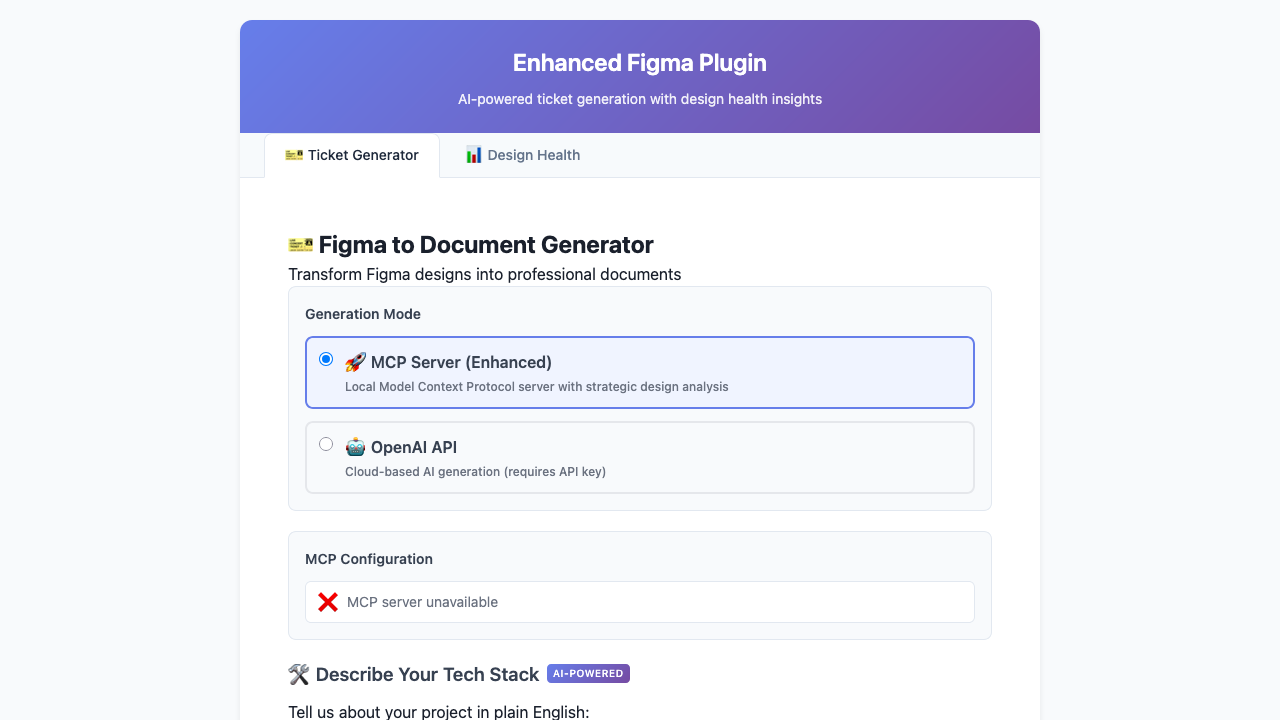 Enhanced Figma Plugin
AI-powered ticket generation with design health insights
🎫 Ticket Generator
📊 Design Health
🎫 Figma to Document Generator
Transform Figma designs into professional documents
Generation Mode
🚀 MCP Server (Enhanced)
Local Model Context Protocol server with strategic design analysis
🤖 OpenAI API
Cloud-based AI generation (requires API key)
MCP Configuration
❌ MCP server unavailable
🛠️ Describe Your Tech Stack AI-POWERED
Tell us about your project in plain English: